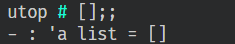 utop # [];;
- : 'a list = []